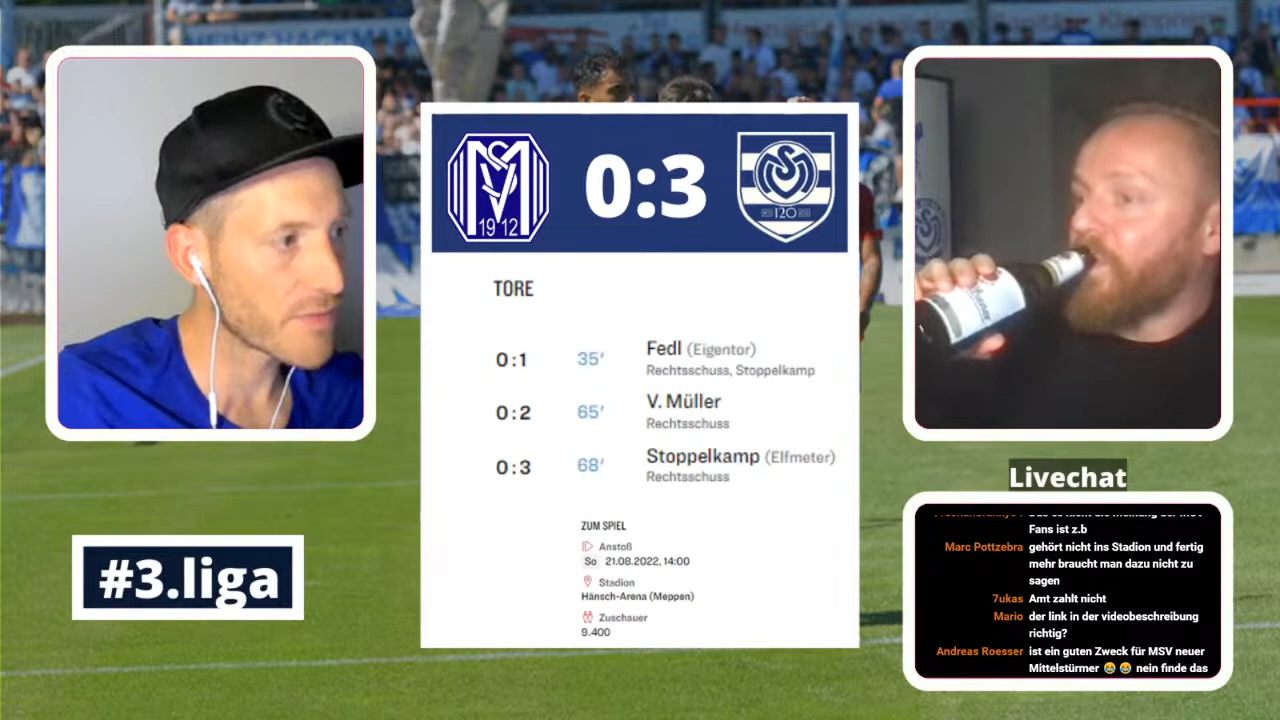 HEINZ HACKMAN
SVM
1912
0:3
MSV
120
TORE
0:1 35' Fedl (Eigentor)
Rechtsschuss, Stoppelkamp
0:2 65' V. Müller
Rechtsschuss
0:3 68' Stoppelkamp (Elfmeter)
Rechtsschuss
ZUM SPIEL
Anstoß
So 21.08.2022, 14:00
Stadion
Hänsch-Arena (Meppen)
Zuschauer
9.400
#3.liga
Livechat
Fans ist z.b
Marc Pottzebra gehört nicht ins Stadion und fertig
mehr braucht man dazu nicht zu
sagen
7ukas Amt zahlt nicht
Mario der link in der videobeschreibung
richtig?
Andreas Roesser ist ein guten Zweck für MSV neuer
Mittelstürmer 😂 😂 nein finde das